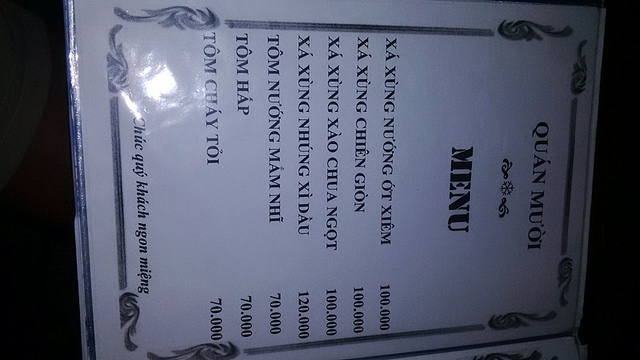 QUÁN MƯỜI
MENU
XÁ XÙNG NƯỚNG ỚT XIÊM 100.000
XÁ XÙNG CHIÊN GIÒN 100.000
XÁ XÙNG XÀO CHUA NGỌT 100.000
XÁ XÙNG NHÚNG XÌ DẦU 120.000
TÔM NƯỚNG MẮM NHĨ 70.000
TÔM HẤP 70.000
TÔM CHÁY TỎI 70.000
Chúc quý khách ngon miệng